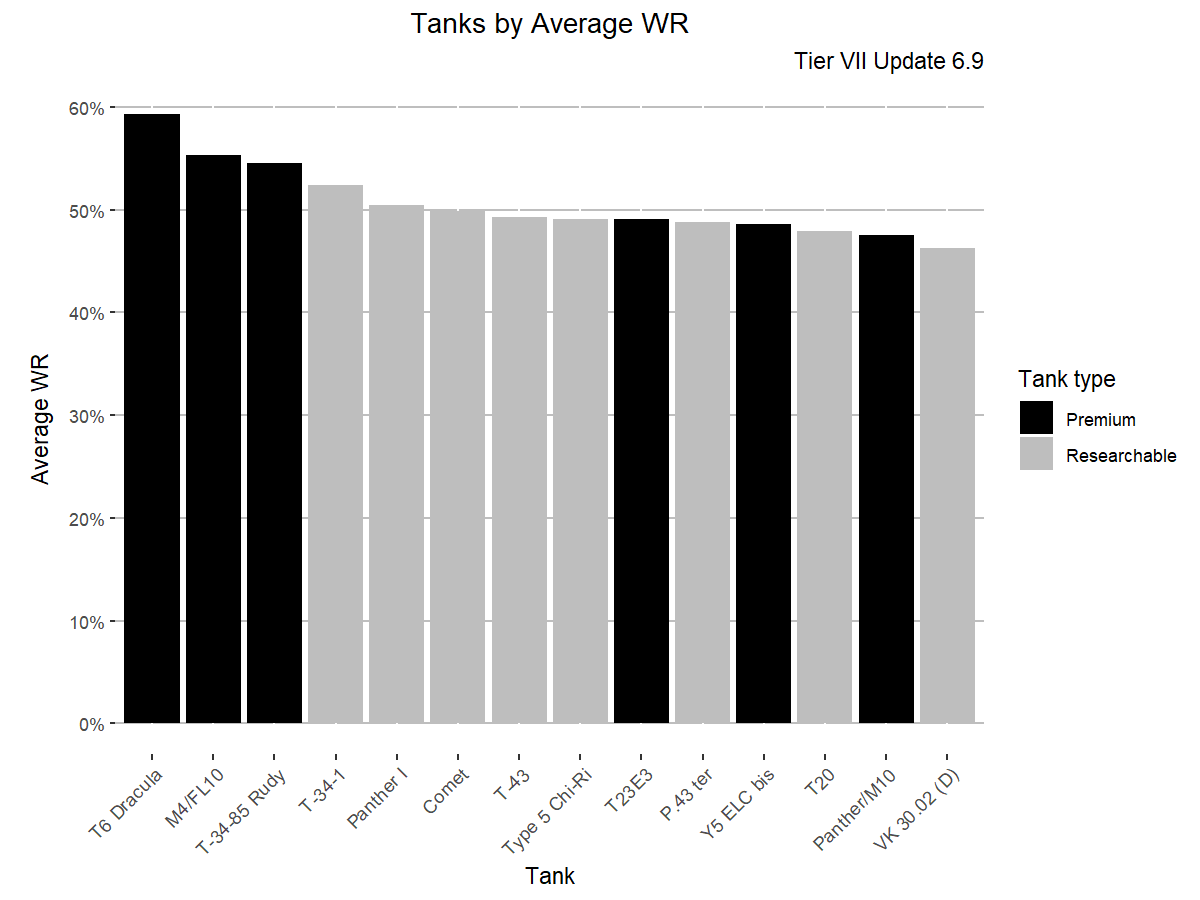 Tanks by Average WR
Tier VII Update 6.9
Average WR
60%
50%
40%
30%
20%
10%
0%
T6 Dracula
M4/FL10
T-34-85 Rudy
T-34-1
Panther I
Comet
T-43
Type 5 Chi-Ri
T23E3
P.43 ter
Y5 ELC bis
T20
Panther/M10
VK 30.02 (D)
Tank
Tank type
Premium
Researchable